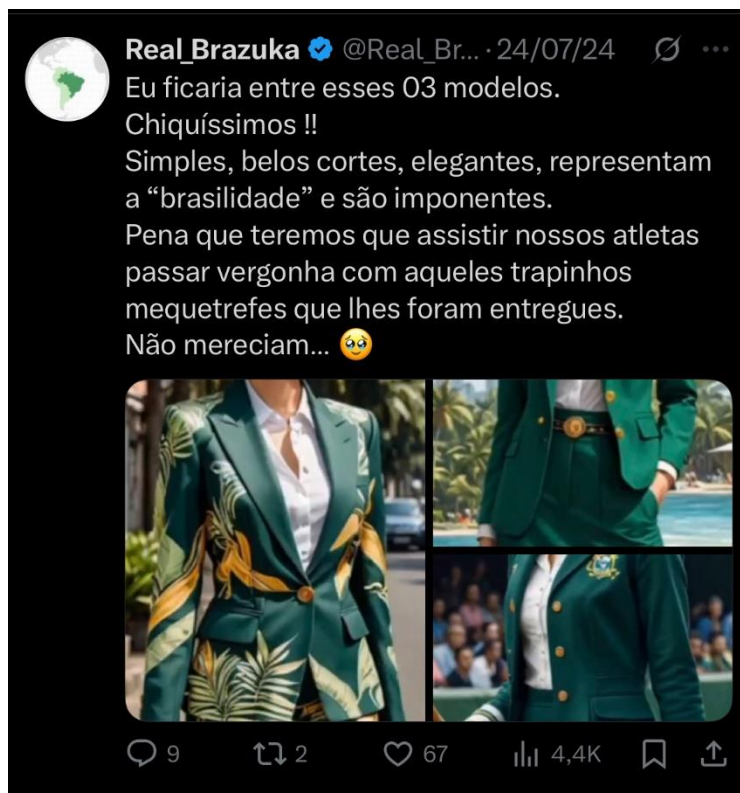 Real_Brazuka @Real_Br... · 24/07/24
Eu ficaria entre esses 03 modelos.
Chiquíssimos !!
Simples, belos cortes, elegantes, representam
a “brasilidade” e são imponentes.
Pena que teremos que assistir nossos atletas
passar vergonha com aqueles trapinhos
mequetrefes que lhes foram entregues.
Não mereciam... 🥹
9 2 67 4,4K